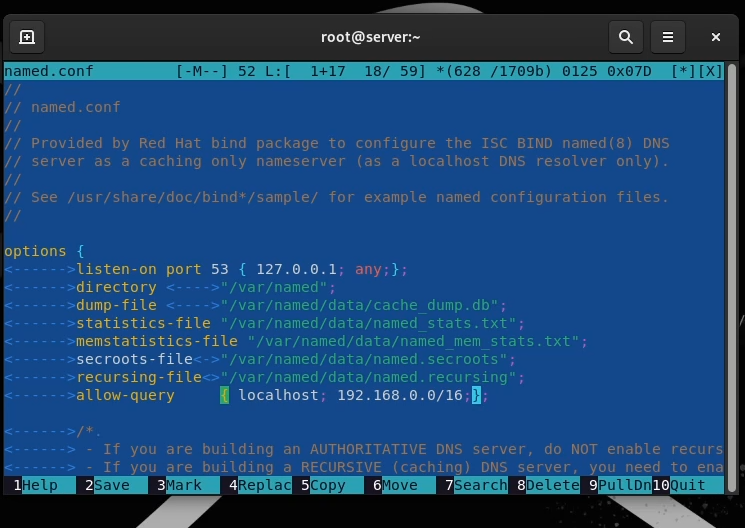 root@server:~
named.conf [-M--] 52 L:[ 1+17 18/ 59] *(628 /1709b) 0125 0x07D [*][X]
//
// named.conf
//
// Provided by Red Hat bind package to configure the ISC BIND named(8) DNS
// server as a caching only nameserver (as a localhost DNS resolver only).
//
// See /usr/share/doc/bind*/sample/ for example named configuration files.
//
options {
<------>listen-on port 53 { 127.0.0.1; any;};
<------>directory <---->"/var/named";
<------>dump-file <---->"/var/named/data/cache_dump.db";
<------>statistics-file "/var/named/data/named_stats.txt";
<------>memstatistics-file "/var/named/data/named_mem_stats.txt";
<------>secroots-file<->"/var/named/data/named.secroots";
<------>recursing-file<>"/var/named/data/named.recursing";
<------>allow-query { localhost; 192.168.0.0/16;};
<------>/*.
<------> - If you are building an AUTHORITATIVE DNS server, do NOT enable recurs
<------> - If you are building a RECURSIVE (caching) DNS server, you need to ena
1Help 2Save 3Mark 4Replac 5Copy 6Move 7Search 8Delete 9PullDn 10Quit